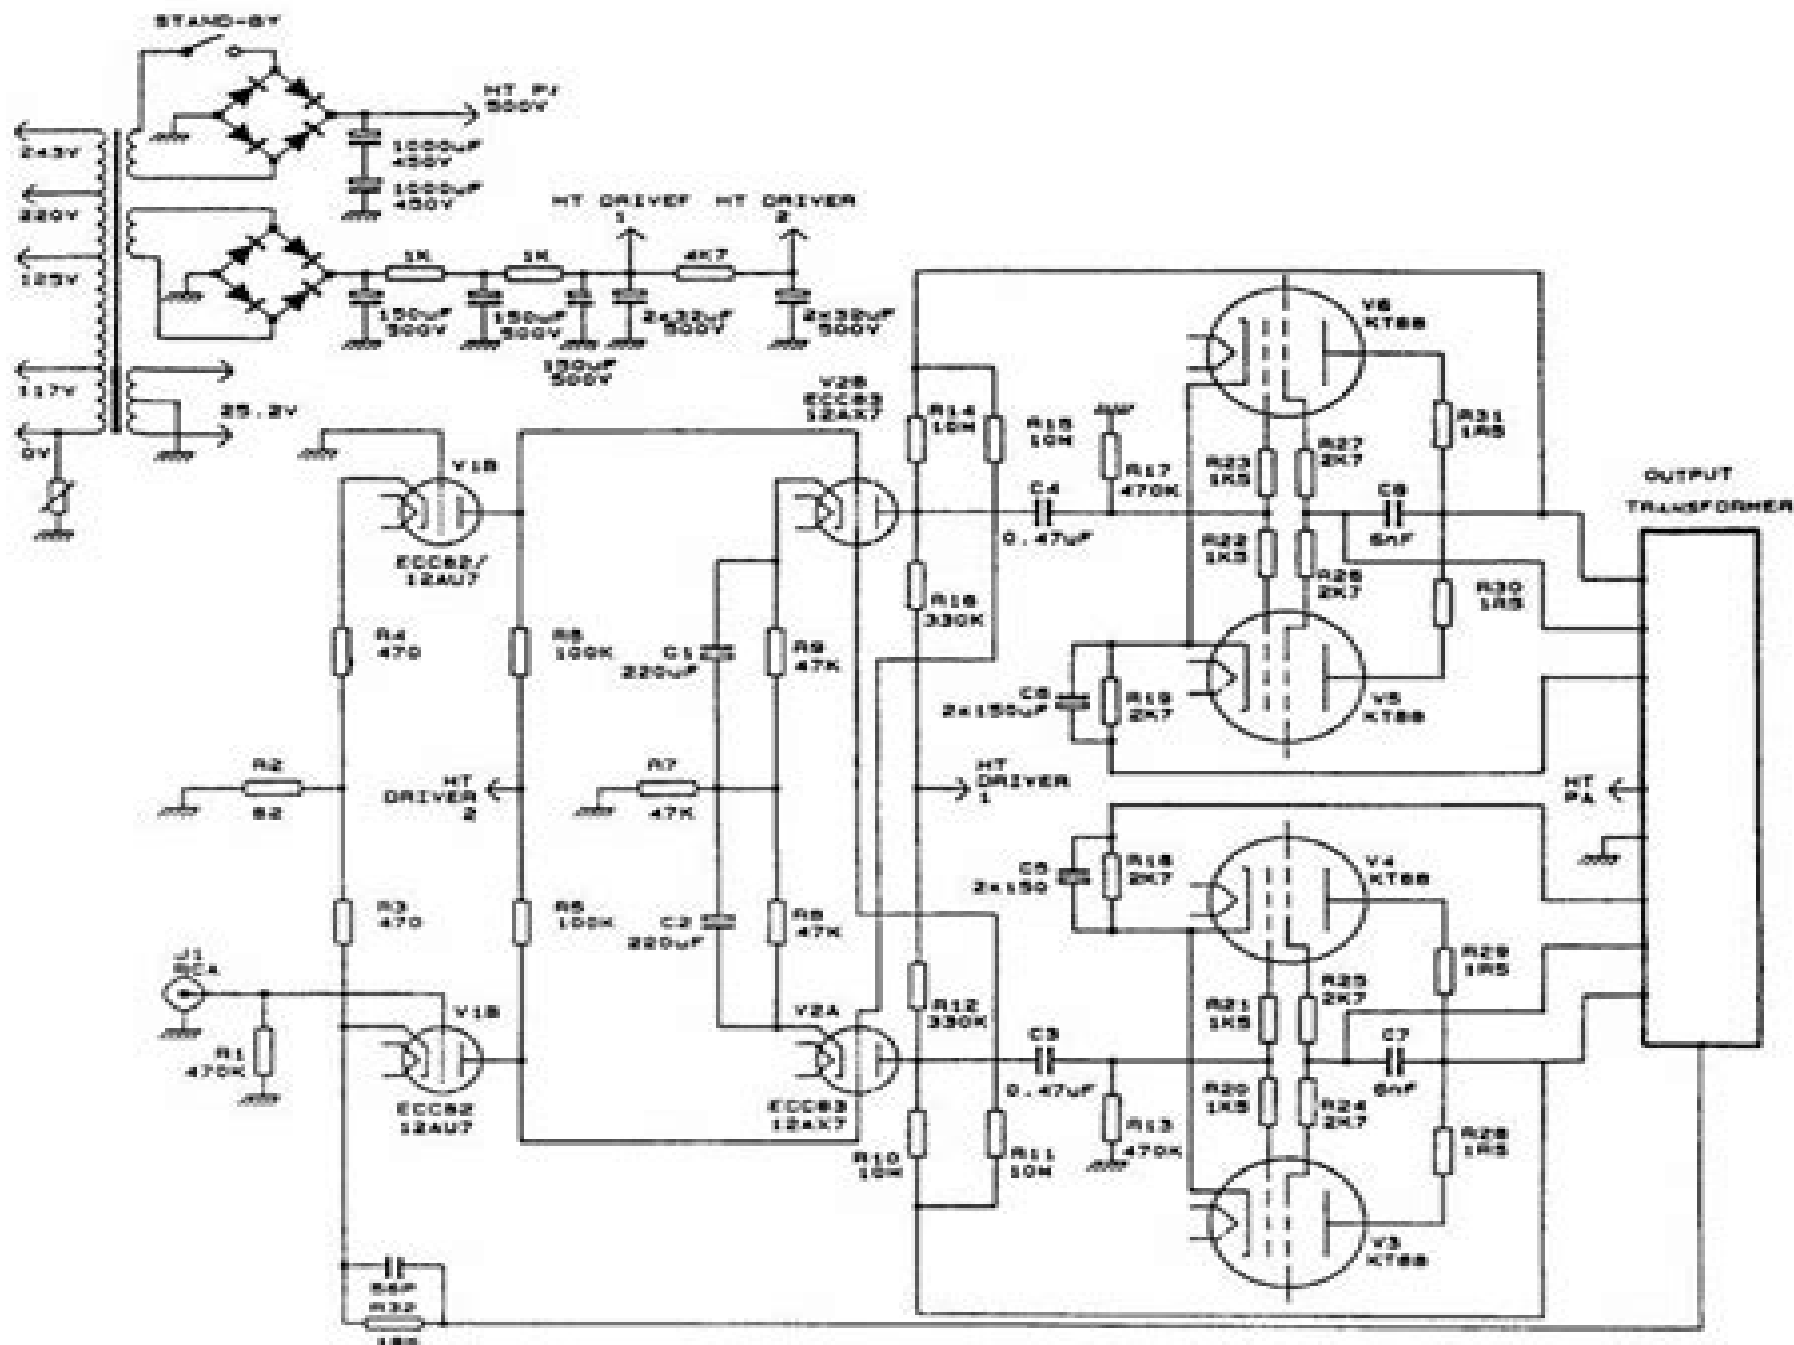 STAND-BY
HT PA
500V
1000uF
450V
1000uF
450V
243V
220V
125V
117V
0V
25.2V
HT DRIVER
1
HT DRIVER
2
1K
1K
4K7
150uF
500V
150uF
500V
150uF
500V
2x32uF
500V
2x32uF
500V
V2B
ECC83
12AX7
V1B
ECC82/
12AU7
R14
10M
R15
10M
R17
470K
C4
0.47uF
R16
330K
V6
KT88
R31
1R5
R23
1K5
R27
2K7
C8
6nF
R22
1K5
R26
2K7
R30
1R5
OUTPUT
TRANSFORMER
R4
470
100K
C1
220uF
R9
47K
C6
2x150uF
R19
2K7
V5
KT88
R2
82
HT
DRIVER
2
R7
47K
HT
DRIVER
1
HT
PA
R3
470
100K
C2
220uF
R8
47K
C5
2x150
R18
2K7
V4
KT88
J1
RCA
R1
470K
V1B
ECC82
12AU7
V2A
ECC83
12AX7
R12
330K
C3
0.47uF
R21
1K5
R25
2K7
R29
1R5
C7
6nF
R20
1K5
R24
2K7
R13
470K
R10
10M
R11
10M
R28
1R5
V3
KT88
56P
R32